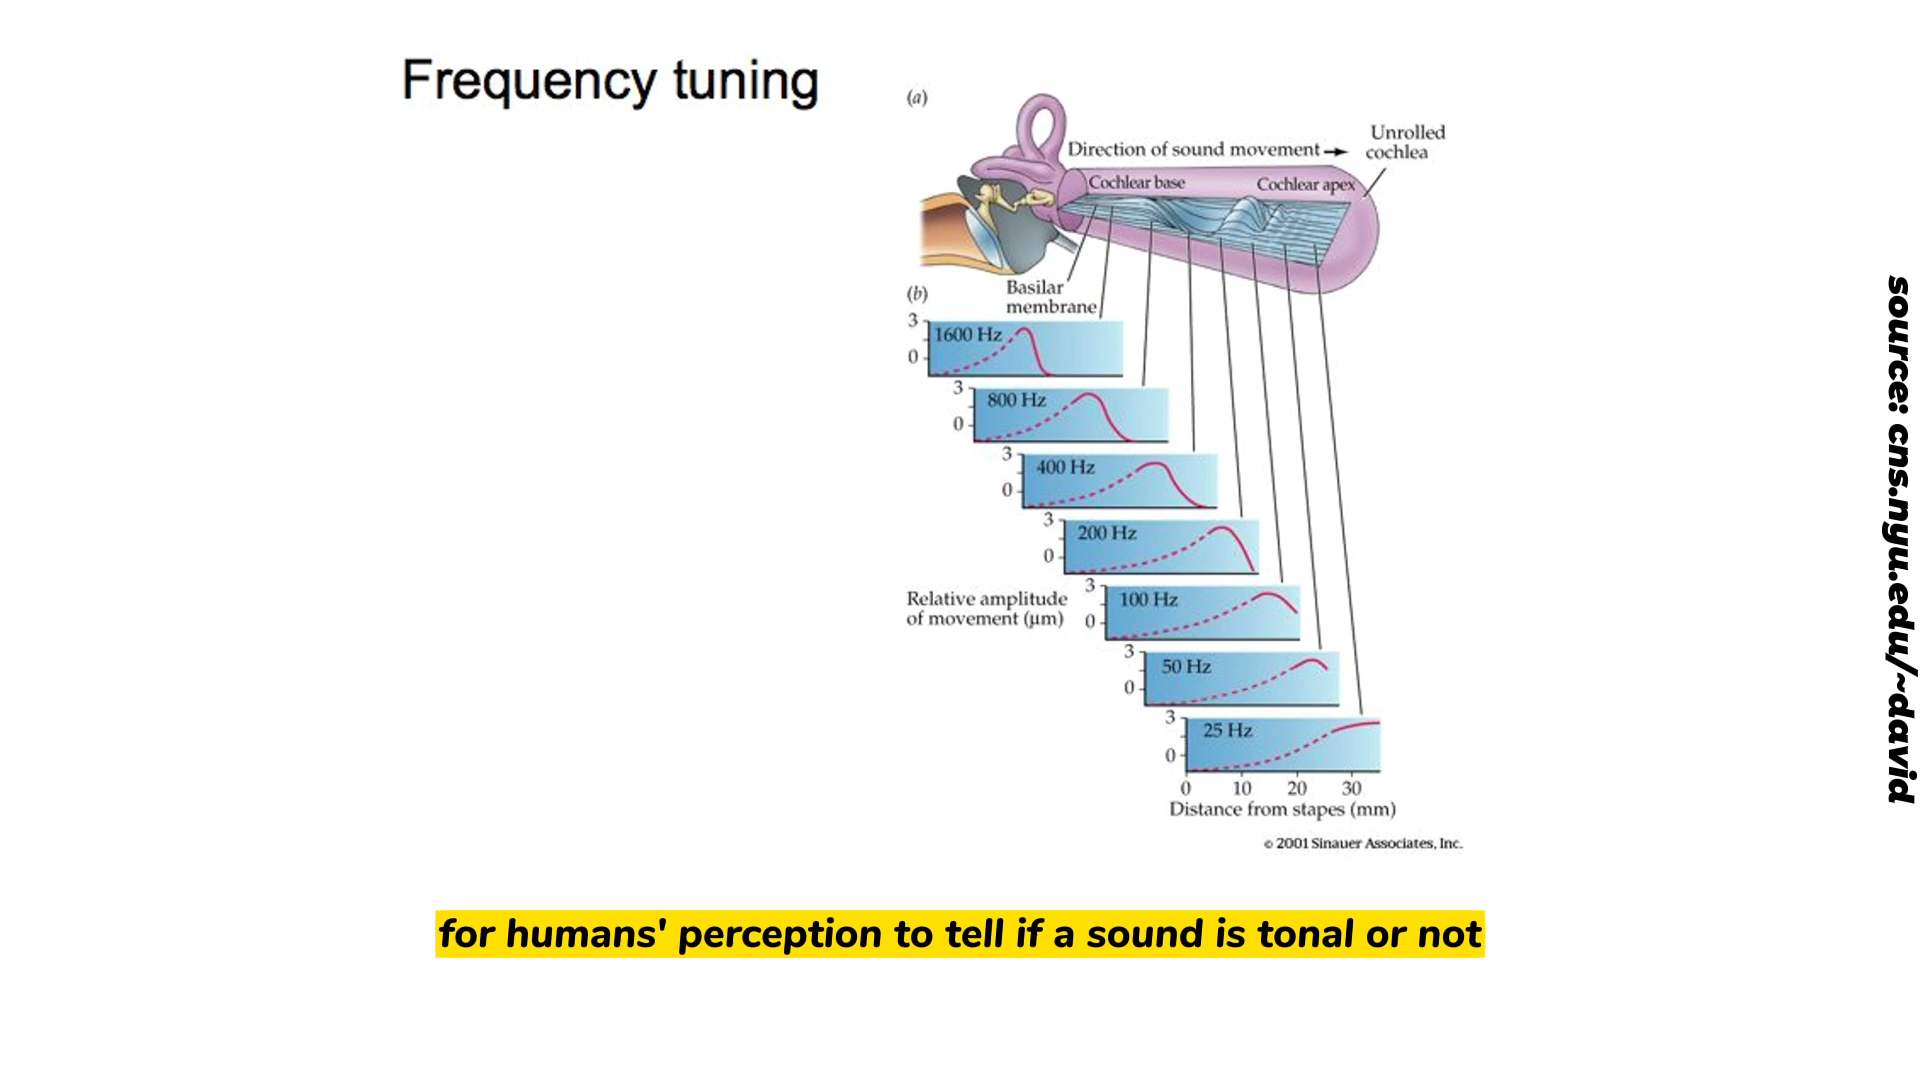 Frequency tuning
(a)
Direction of sound movement
Unrolled
cochlea
Cochlear base
Cochlear apex
Basilar
membrane
(b)
3
1600 Hz
0
3
800 Hz
0
3
400 Hz
0
3
200 Hz
0
Relative amplitude
of movement (μm)
3
100 Hz
0
3
50 Hz
0
3
25 Hz
0
0 10 20 30
Distance from stapes (mm)
© 2001 Sinauer Associates, Inc.
for humans' perception to tell if a sound is tonal or not
source: cns.nyu.edu/~david